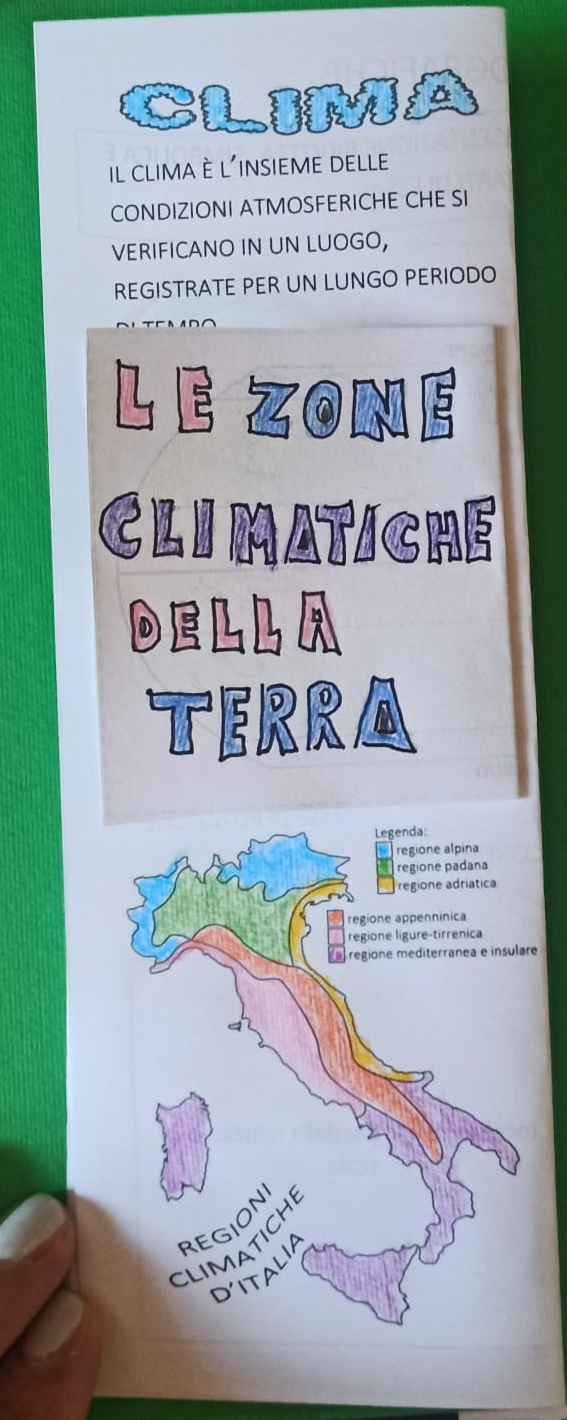 CLIMA
IL CLIMA È L'INSIEME DELLE
CONDIZIONI ATMOSFERICHE CHE SI
VERIFICANO IN UN LUOGO,
REGISTRATE PER UN LUNGO PERIODO
DI TEMPO
LE ZONE
CLIMATICHE
DELLA
TERRA
Legenda:
regione alpina
regione padana
regione adriatica
regione appenninica
regione ligure-tirrenica
regione mediterranea e insulare
REGIONI
CLIMATICHE
D'ITALIA